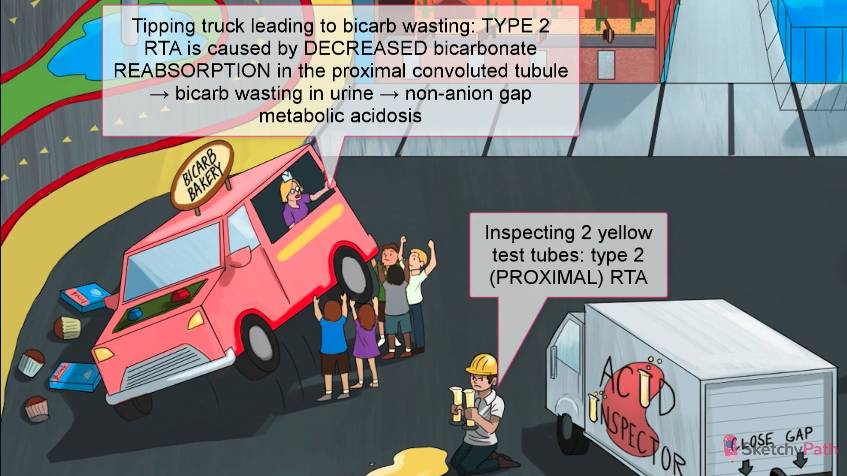 Tipping truck leading to bicarb wasting: TYPE 2
RTA is caused by DECREASED bicarbonate
REABSORPTION in the proximal convoluted tubule
→ bicarb wasting in urine → non-anion gap
metabolic acidosis
BICARB
BAKERY
Inspecting 2 yellow
test tubes: type 2
(PROXIMAL) RTA
ACID
INSPECTOR
CLOSE GAP
SketchyPath